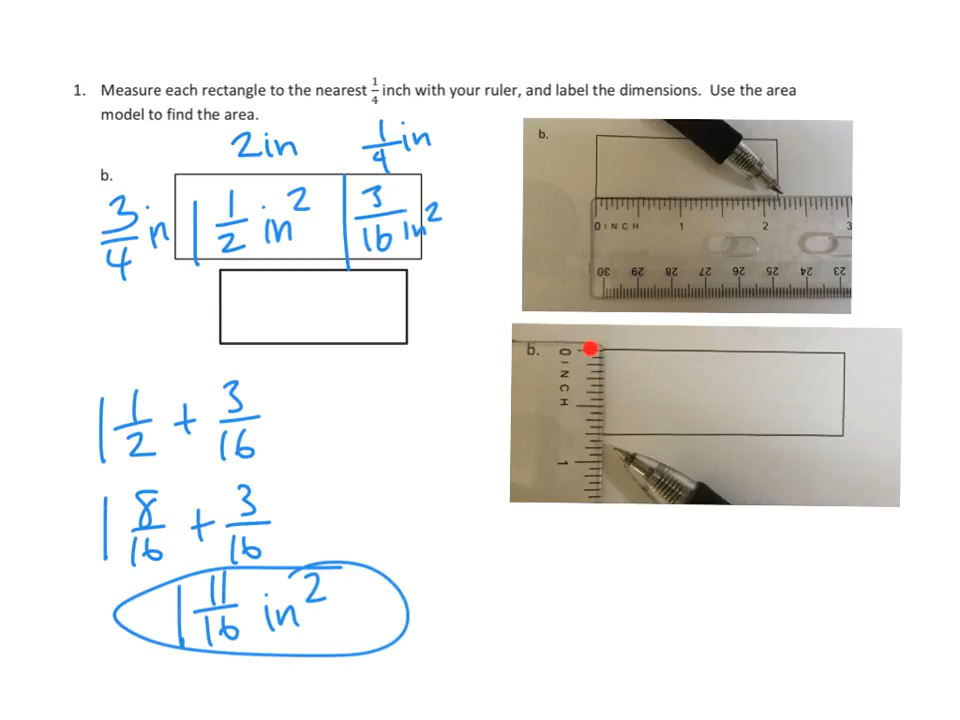 1. Measure each rectangle to the nearest 1/4 inch with your ruler, and label the dimensions. Use the area
model to find the area.
2in 1/4 in
b.
3/4 in 1 1/2 in² 3/16 in²
1 1/2 + 3/16
1 8/16 + 3/16
1 11/16 in²
b.
0 INCH 1 2 3
30 29 28 27 26 25 24 23
b.
0 INCH 1